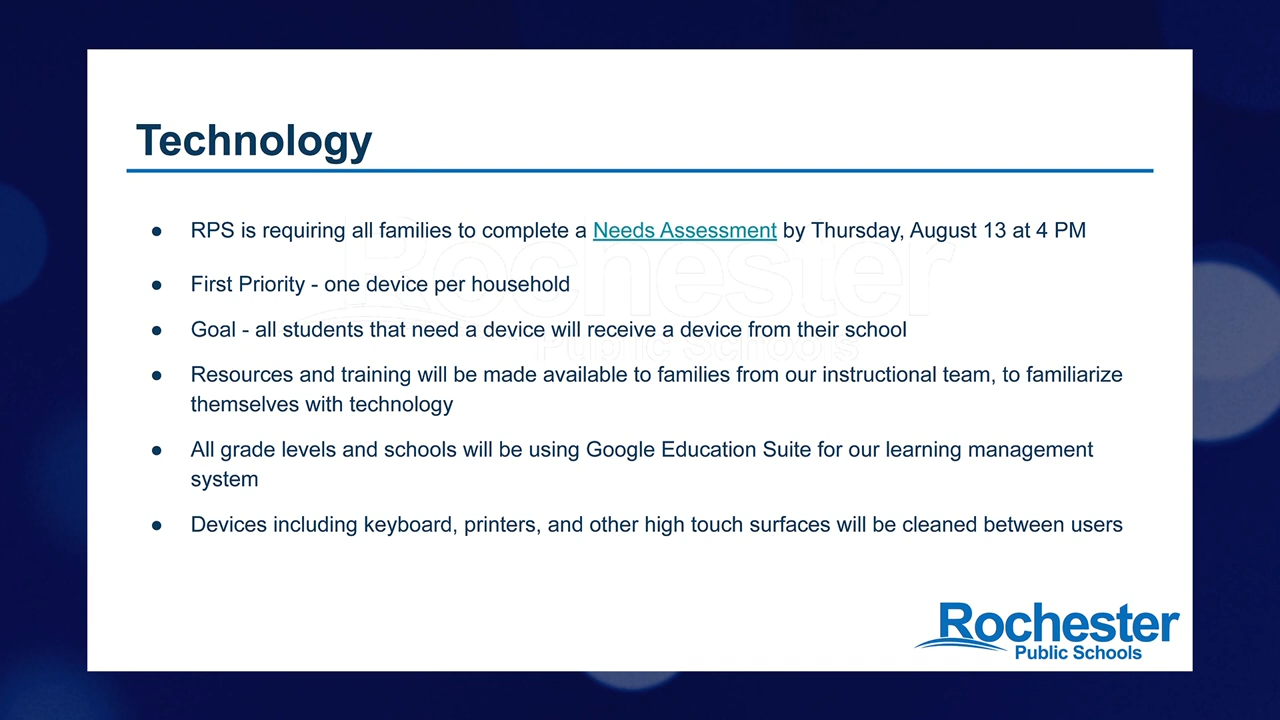 Technology
● RPS is requiring all families to complete a Needs Assessment by Thursday, August 13 at 4 PM
● First Priority - one device per household
● Goal - all students that need a device will receive a device from their school
● Resources and training will be made available to families from our instructional team, to familiarize
themselves with technology
● All grade levels and schools will be using Google Education Suite for our learning management
system
● Devices including keyboard, printers, and other high touch surfaces will be cleaned between users
Rochester
Public Schools
Rochester
Public Schools